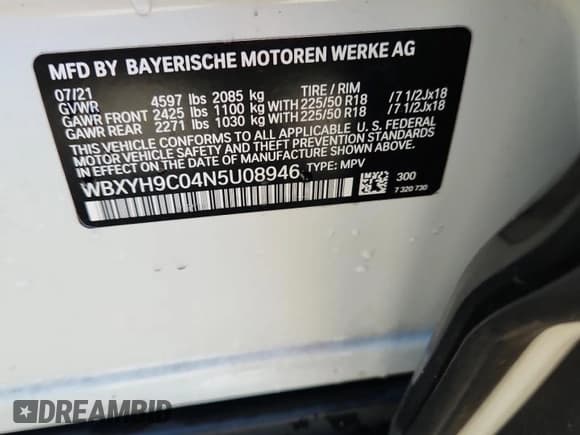 MFD BY BAYERISCHE MOTOREN WERKE AG
07/21 TIRE / RIM
GVWR 4597 lbs 2085 kg
GAWR FRONT 2425 lbs 1100 kg WITH 225/50 R18 /7 1/2Jx18
GAWR REAR 2271 lbs 1030 kg WITH 225/50 R18 /7 1/2Jx18
THIS VEHICLE CONFORMS TO ALL APPLICABLE U. S. FEDERAL
MOTOR VEHICLE SAFETY AND THEFT PREVENTION STANDARDS
IN EFFECT ON THE DATE OF MANUFACTURE SHOWN ABOVE.
WBXYH9C04N5U08946 TYPE: MPV
300
7 320 730
DREAMBID